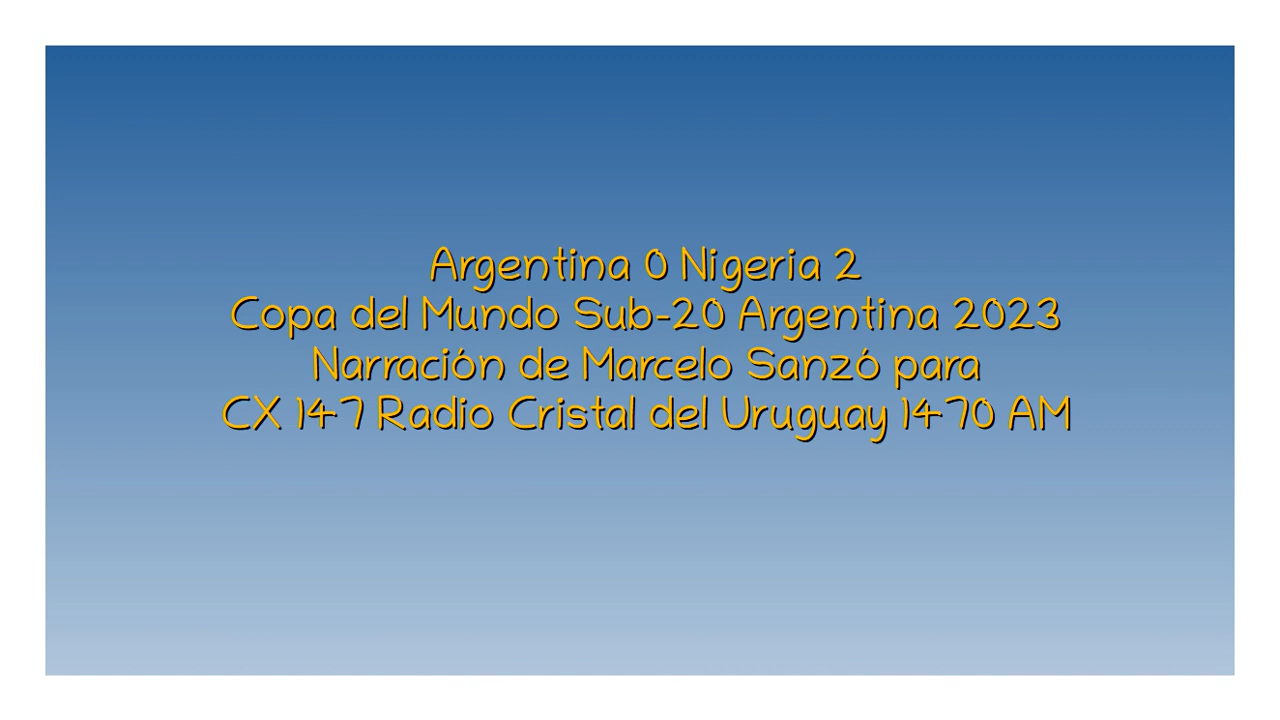 Argentina 0 Nigeria 2
Copa del Mundo Sub-20 Argentina 2023
Narración de Marcelo Sanzó para
CX 147 Radio Cristal del Uruguay 1470 AM